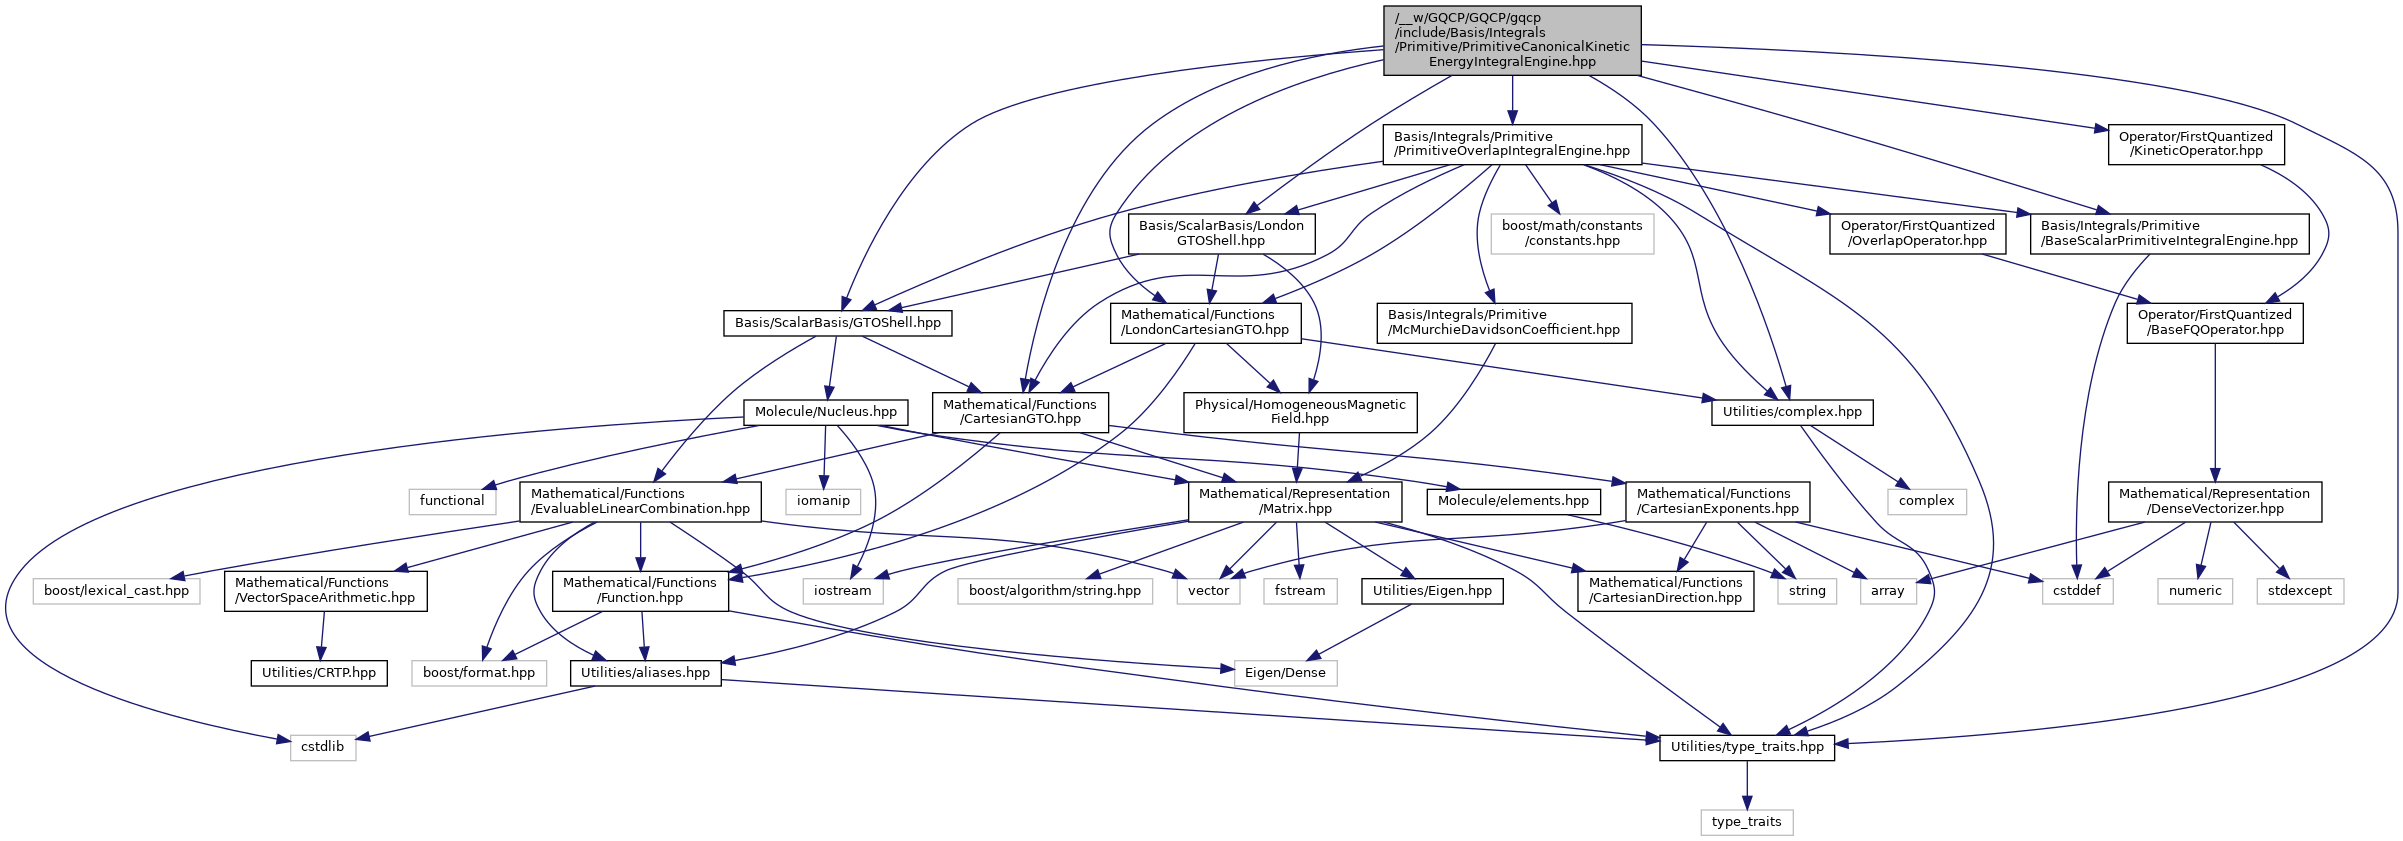 /__w/GQCP/GQCP/gqcp
/include/Basis/Integrals
/Primitive/PrimitiveCanonicalKinetic
EnergyIntegralEngine.hpp
Basis/Integrals/Primitive
/PrimitiveOverlapIntegralEngine.hpp
Operator/FirstQuantized
/KineticOperator.hpp
Basis/ScalarBasis/London
GTOShell.hpp
boost/math/constants
/constants.hpp
Operator/FirstQuantized
/OverlapOperator.hpp
Basis/Integrals/Primitive
/BaseScalarPrimitiveIntegralEngine.hpp
Basis/ScalarBasis/GTOShell.hpp
Mathematical/Functions
/LondonCartesianGTO.hpp
Basis/Integrals/Primitive
/McMurchieDavidsonCoefficient.hpp
Operator/FirstQuantized
/BaseFQOperator.hpp
Molecule/Nucleus.hpp
Mathematical/Functions
/CartesianGTO.hpp
Physical/HomogeneousMagnetic
Field.hpp
Utilities/complex.hpp
functional
Mathematical/Functions
/EvaluableLinearCombination.hpp
iomanip
Mathematical/Representation
/Matrix.hpp
Molecule/elements.hpp
Mathematical/Functions
/CartesianExponents.hpp
complex
Mathematical/Representation
/DenseVectorizer.hpp
boost/lexical_cast.hpp
Mathematical/Functions
/VectorSpaceArithmetic.hpp
Mathematical/Functions
/Function.hpp
iostream
boost/algorithm/string.hpp
vector
fstream
Utilities/Eigen.hpp
Mathematical/Functions
/CartesianDirection.hpp
string
array
cstddef
numeric
stdexcept
Utilities/CRTP.hpp
boost/format.hpp
Utilities/aliases.hpp
Eigen/Dense
cstdlib
Utilities/type_traits.hpp
type_traits